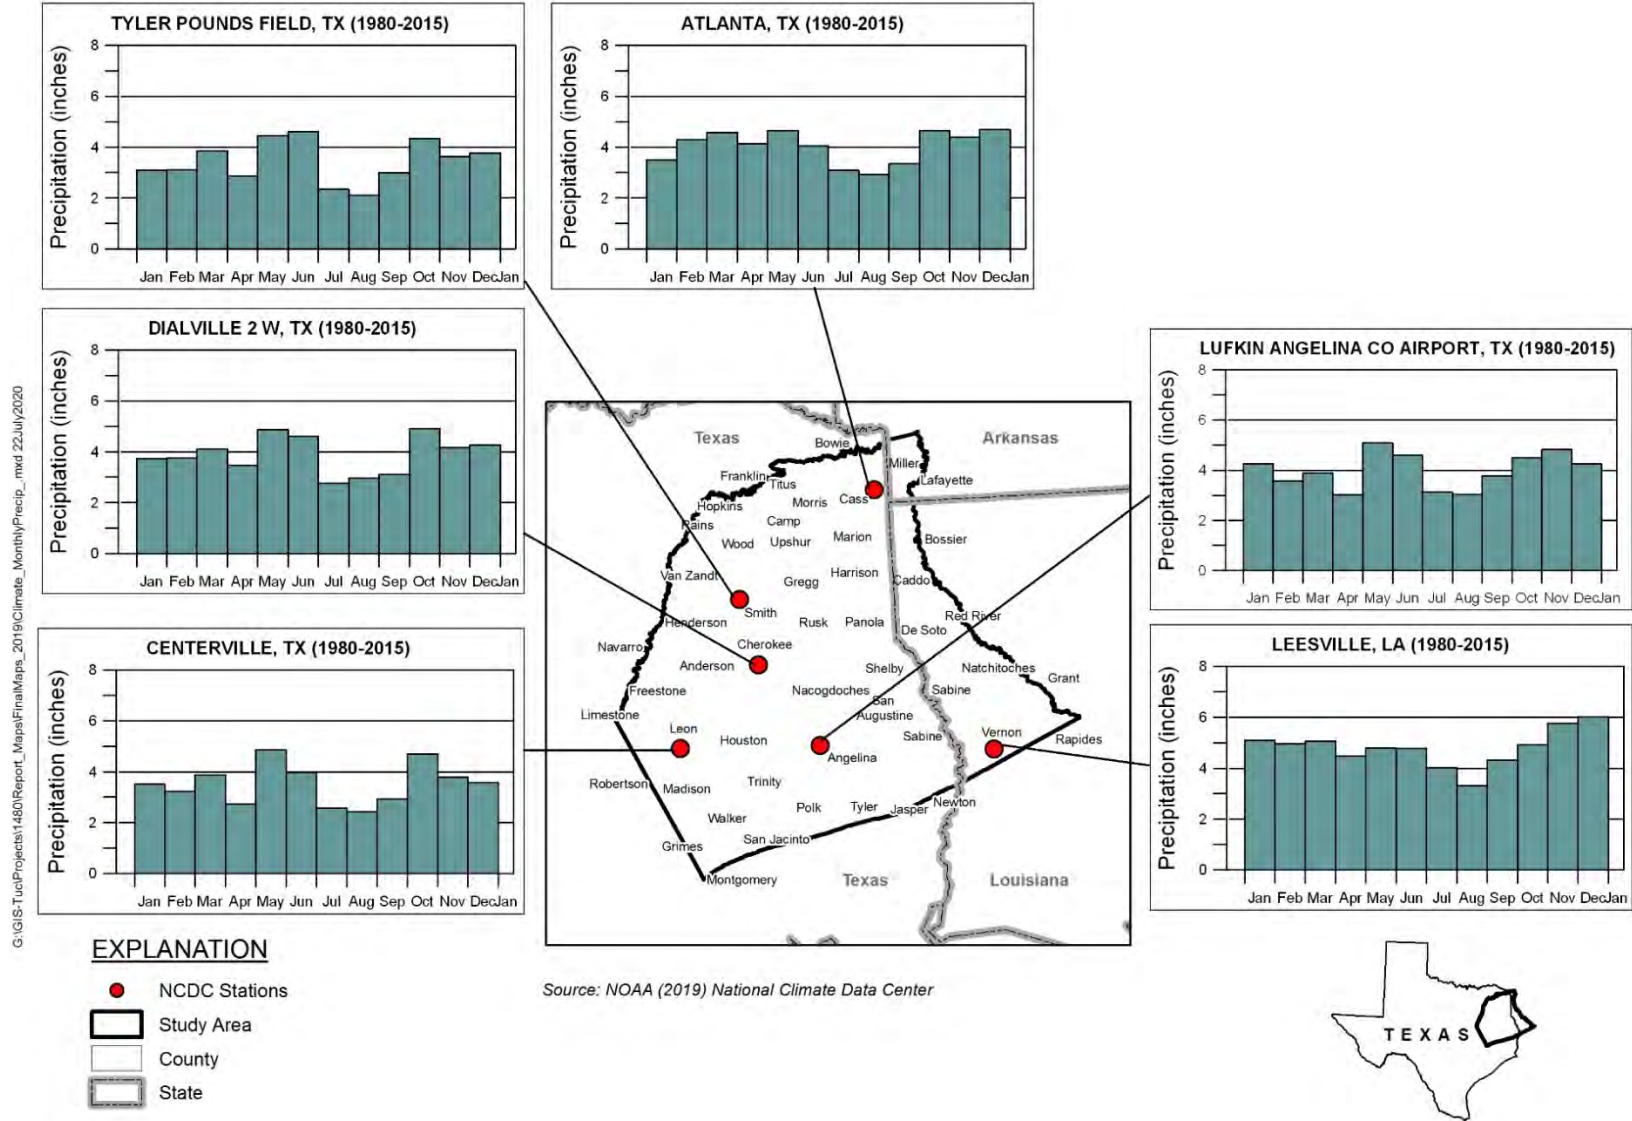 TYLER POUNDS FIELD, TX (1980-2015)
Precipitation (inches)
8
6
4
2
0
Jan Feb Mar Apr May Jun Jul Aug Sep Oct Nov Dec Jan
ATLANTA, TX (1980-2015)
Precipitation (inches)
8
6
4
2
0
Jan Feb Mar Apr May Jun Jul Aug Sep Oct Nov Dec Jan
DIALVILLE 2 W, TX (1980-2015)
Precipitation (inches)
8
6
4
2
0
Jan Feb Mar Apr May Jun Jul Aug Sep Oct Nov Dec Jan
LUFKIN ANGELINA CO AIRPORT, TX (1980-2015)
Precipitation (inches)
8
6
4
2
0
Jan Feb Mar Apr May Jun Jul Aug Sep Oct Nov Dec Jan
CENTERVILLE, TX (1980-2015)
Precipitation (inches)
8
6
4
2
0
Jan Feb Mar Apr May Jun Jul Aug Sep Oct Nov Dec Jan
LEESVILLE, LA (1980-2015)
Precipitation (inches)
8
6
4
2
0
Jan Feb Mar Apr May Jun Jul Aug Sep Oct Nov Dec Jan
Texas
Arkansas
Bowie
Miller
Franklin
Titus
Lafayette
Hopkins
Morris
Cass
Rains
Camp
Wood
Upshur
Marion
Bossier
Van Zandt
Gregg
Harrison
Caddo
Smith
Red River
Henderson
Rusk
Panola
De Soto
Navarro
Cherokee
Anderson
Shelby
Natchitoches
Grant
Freestone
Nacogdoches
Sabine
San
Augustine
Limestone
Leon
Houston
Sabine
Vernon
Rapides
Angelina
Robertson
Madison
Trinity
Polk
Tyler
Jasper
Newton
Walker
San Jacinto
Grimes
Montgomery
Texas
Louisiana
G:\GIS-Tuc\Projects\1480\Report_Maps\FinalMaps_2019\Climate_MonthlyPrecip_.mxd 22July2020
EXPLANATION
NCDC Stations
Study Area
County
State
Source: NOAA (2019) National Climate Data Center
TEXAS